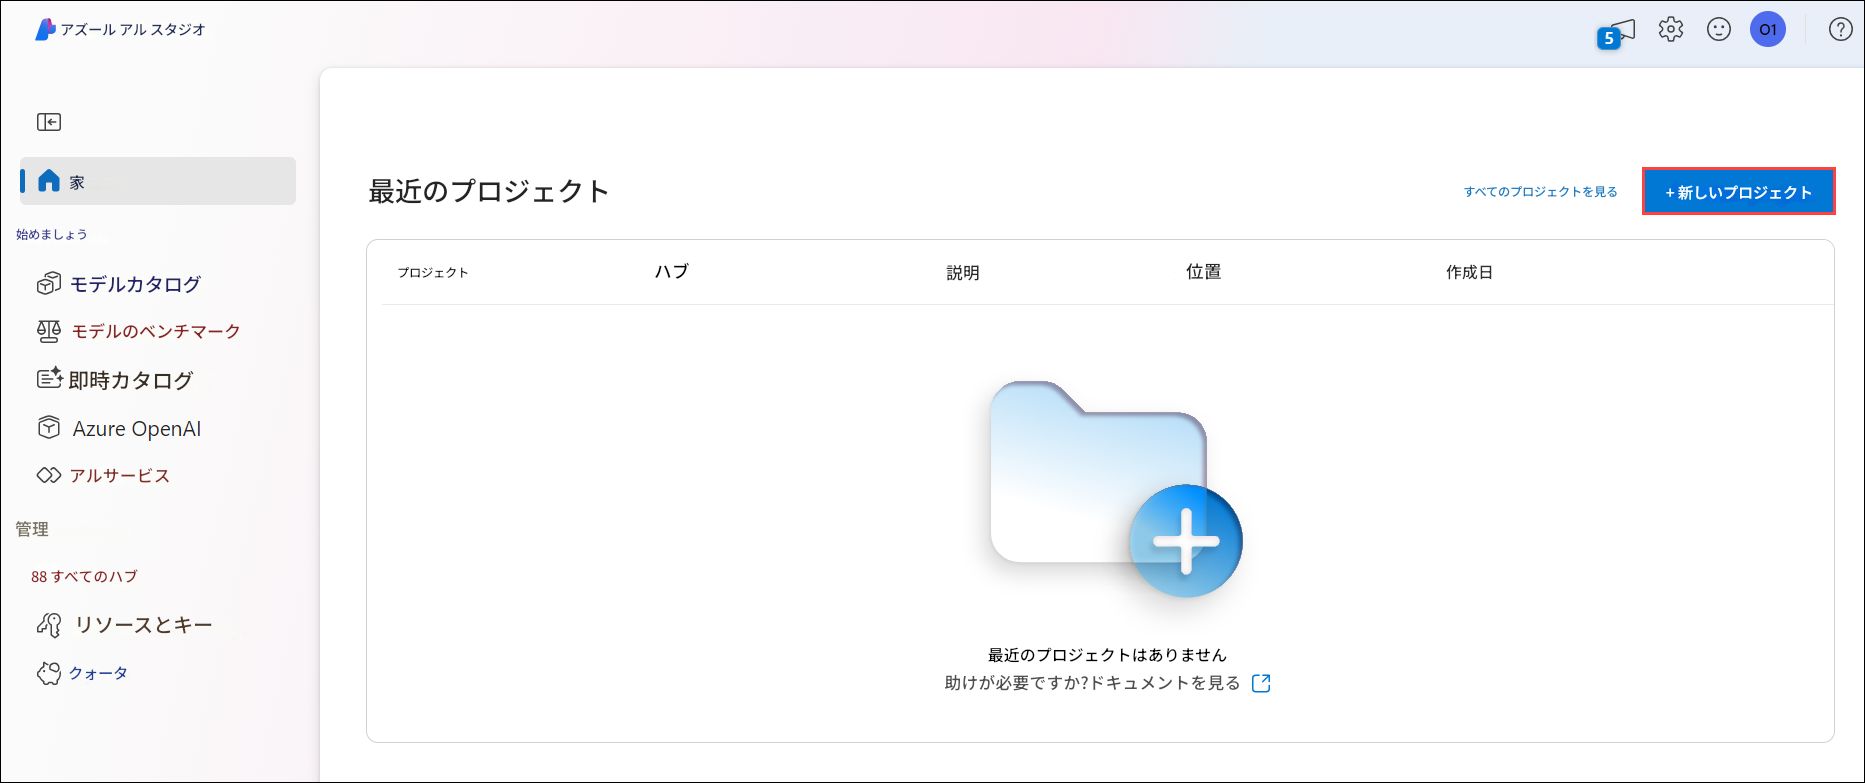 アズール アル スタジオ
5
O1
家
始めましょう
モデルカタログ
モデルのベンチマーク
即時カタログ
Azure OpenAI
アルサービス
管理
88 すべてのハブ
リソースとキー
クォータ
最近のプロジェクト
すべてのプロジェクトを見る
+ 新しいプロジェクト
プロジェクト ハブ 説明 位置 作成日
最近のプロジェクトはありません
助けが必要ですか?ドキュメントを見る